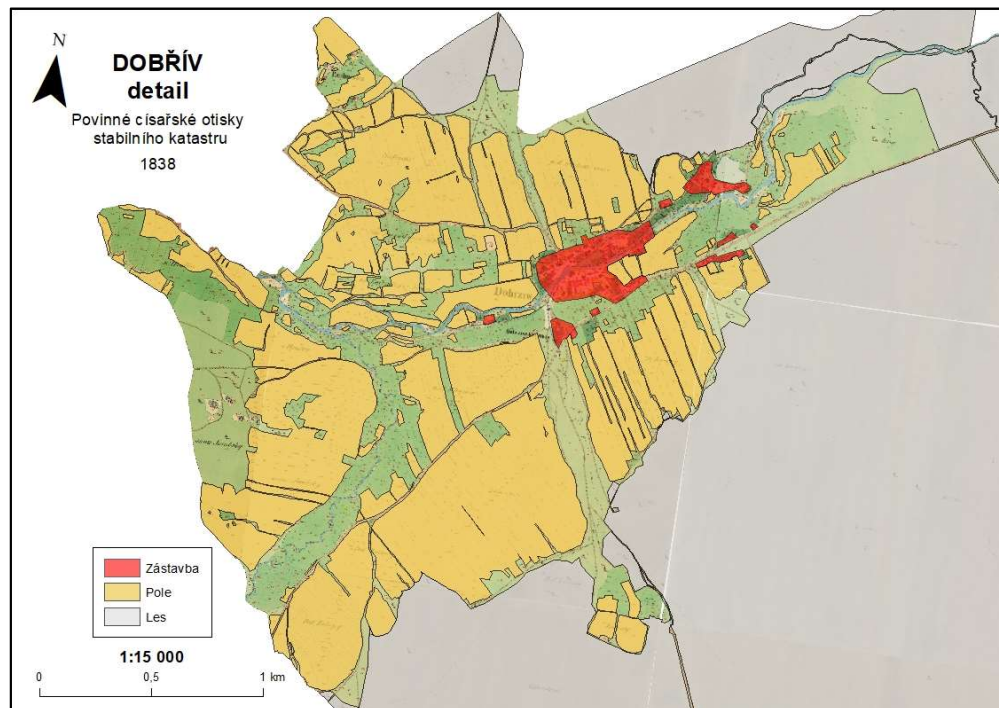 N
DOBŘÍV
detail
Povinné císařské otisky
stabilního katastru
1838
Dobrzow
Zástavba
Pole
Les
1:15 000
0 0,5 1 km